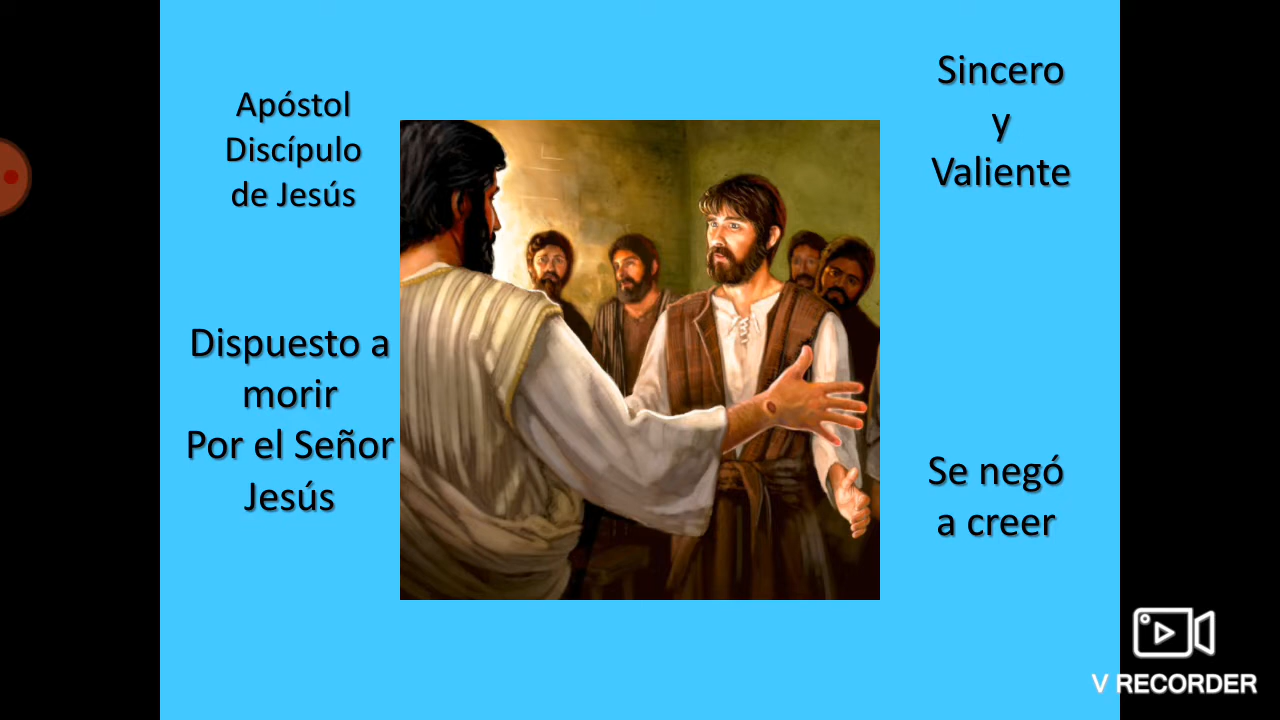 Apóstol
Discípulo
de Jesús
Dispuesto a
morir
Por el Señor
Jesús
Sincero
y
Valiente
Se negó
a creer
V RECORDER